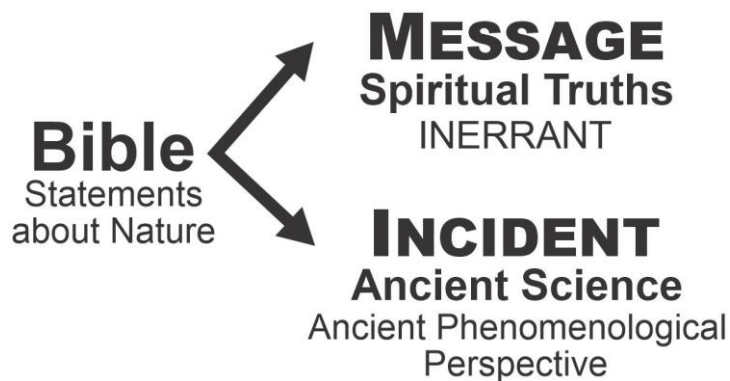 Bible
Statements
about Nature
MESSAGE
Spiritual Truths
INERRANT
INCIDENT
Ancient Science
Ancient Phenomenological
Perspective